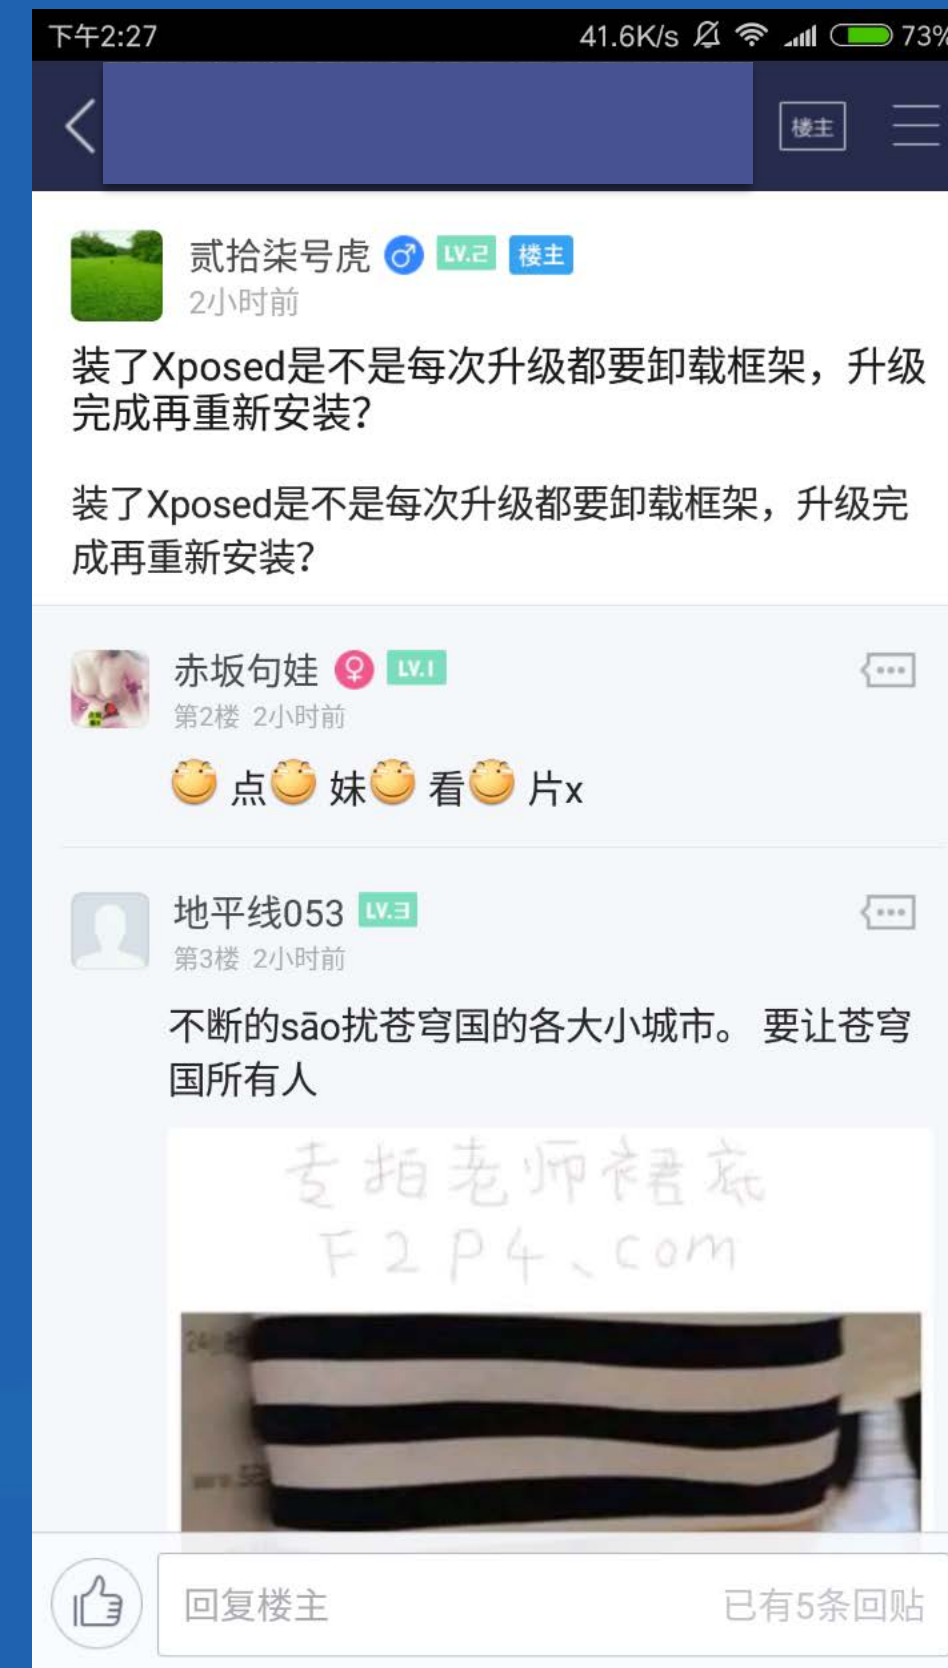 下午2:27 41.6K/s 73%
楼主
贰拾柒号虎 LV.2 楼主
2小时前
装了Xposed是不是每次升级都要卸载框架，升级
完成再重新安装？
装了Xposed是不是每次升级都要卸载框架，升级完
成再重新安装？
赤坂句娃 LV.1
第2楼 2小时前
点 妹 看 片x
地平线053 LV.3
第3楼 2小时前
不断的sāo扰苍穹国的各大小城市。 要让苍穹
国所有人
专拍老师裙底
F2P4、com
回复楼主 已有5条回贴